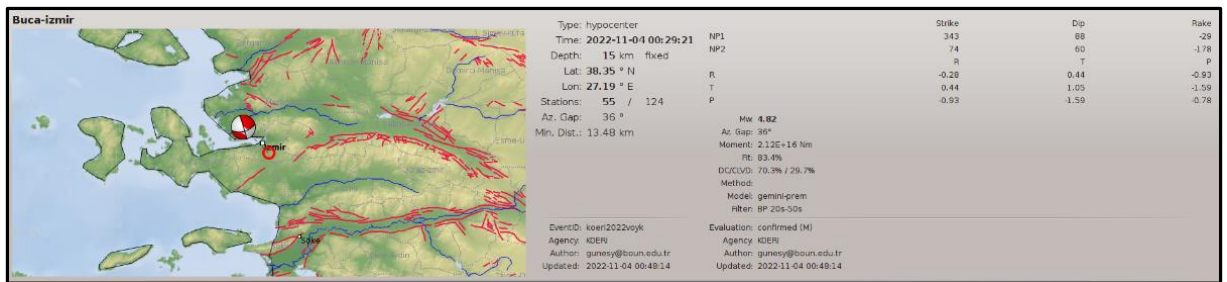 Buca-izmir
Type: hypocenter
Time: 2022-11-04 00:29:21
Depth: 15 km fixed
Lat: 38.35 ° N
Lon: 27.19 ° E
Stations: 55 / 124
Az. Gap: 36 °
Min. Dist.: 13.48 km
EventID: koeri2022voyk
Agency: KOERI
Author: gunesy@boun.edu.tr
Updated: 2022-11-04 00:48:14
Strike Dip Rake
NP1 343 88 -29
NP2 74 60 -178
R T P
R -0.28 0.44 -0.93
T 0.44 1.05 -1.59
P -0.93 -1.59 -0.78
Mw: 4.82
Az. Gap: 36°
Moment: 2.12E+16 Nm
Fit: 83.4%
DC/CLVD: 70.3% / 29.7%
Method:
Model: gemini-prem
Filter: BP 20s-50s
Evaluation: confirmed (M)
Agency: KOERI
Author: gunesy@boun.edu.tr
Updated: 2022-11-04 00:48:14
Izmir
Söke